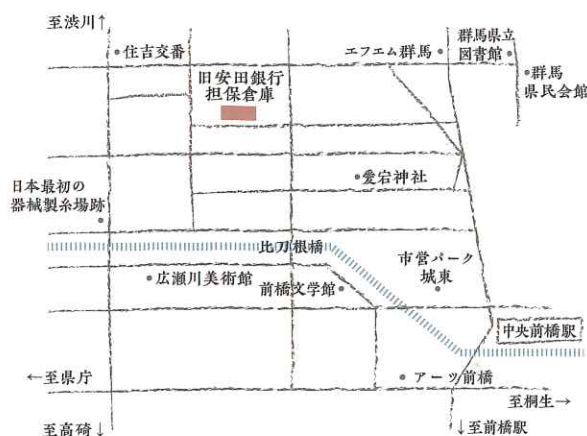 至渋川↑
住吉交番
旧安田銀行
担保倉庫
エフエム群馬
群馬県立
図書館
群馬
県民会館
愛宕神社
日本最初の
器械製糸場跡
比刀根橋
広瀬川美術館
前橋文学館
市営パーク
城東
中央前橋駅
←至県庁
アーツ前橋
至桐生→
至高碕↓
↓至前橋駅